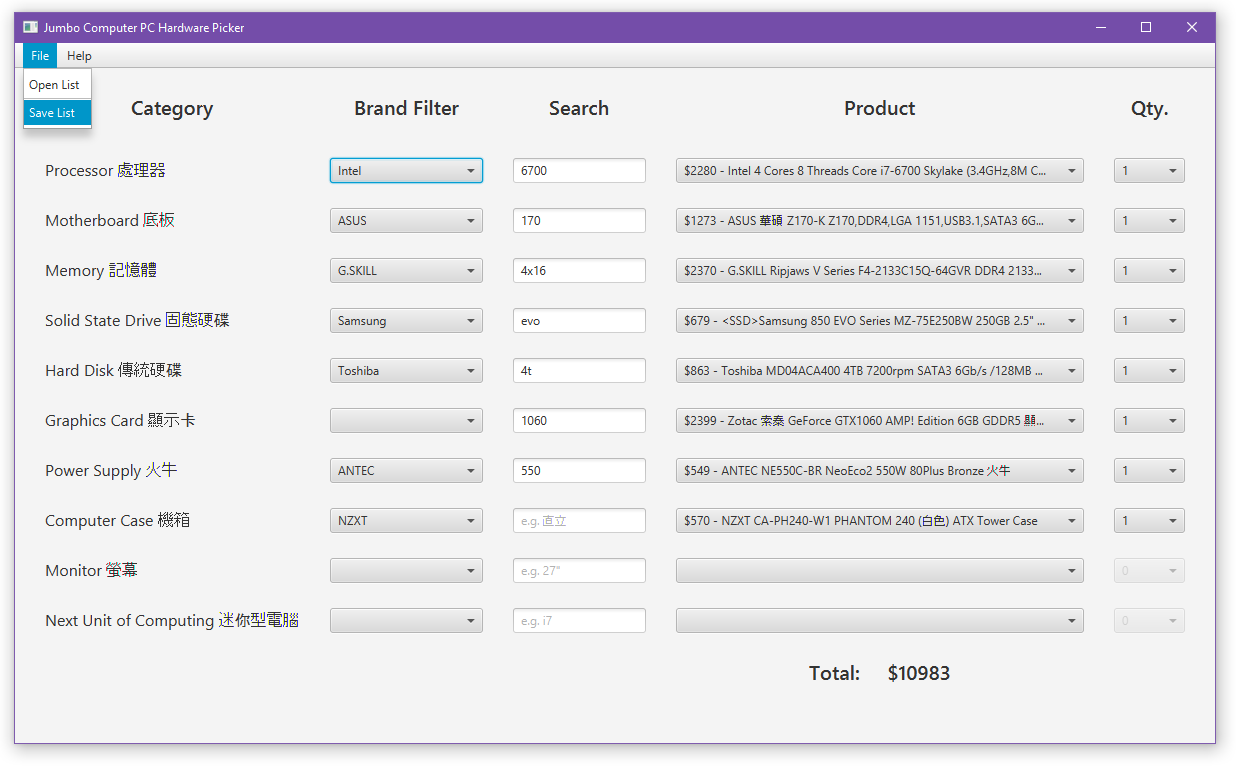 Jumbo Computer PC Hardware Picker
File Help
Open List
Save List
Category Brand Filter Search Product Qty.
Processor 處理器 Intel 6700 $2280 - Intel 4 Cores 8 Threads Core i7-6700 Skylake (3.4GHz,8M C... 1
Motherboard 底板 ASUS 170 $1273 - ASUS 華碩 Z170-K Z170,DDR4,LGA 1151,USB3.1,SATA3 6G... 1
Memory 記憶體 G.SKILL 4x16 $2370 - G.SKILL Ripjaws V Series F4-2133C15Q-64GVR DDR4 2133... 1
Solid State Drive 固態硬碟 Samsung evo $679 - <SSD>Samsung 850 EVO Series MZ-75E250BW 250GB 2.5" ... 1
Hard Disk 傳統硬碟 Toshiba 4t $863 - Toshiba MD04ACA400 4TB 7200rpm SATA3 6Gb/s /128MB ... 1
Graphics Card 顯示卡 1060 $2399 - Zotac 索泰 GeForce GTX1060 AMP! Edition 6GB GDDR5 顯... 1
Power Supply 火牛 ANTEC 550 $549 - ANTEC NE550C-BR NeoEco2 550W 80Plus Bronze 火牛 1
Computer Case 機箱 NZXT e.g. 直立 $570 - NZXT CA-PH240-W1 PHANTOM 240 (白色) ATX Tower Case 1
Monitor 螢幕 e.g. 27" 0
Next Unit of Computing 迷你型電腦 e.g. i7 0
Total: $10983